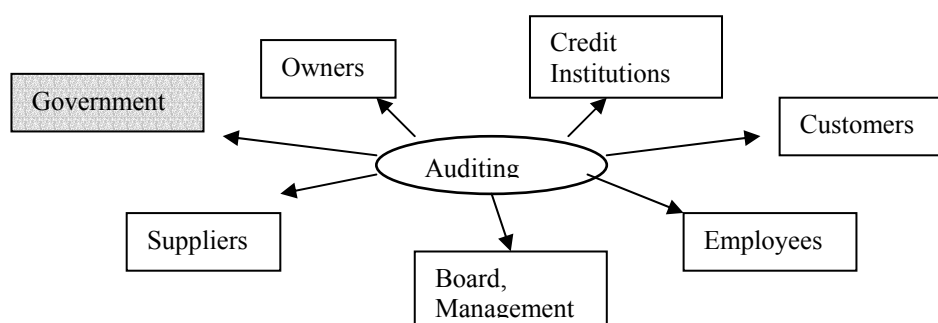 Credit
Institutions
Owners
Government
Customers
Auditing
Suppliers
Employees
Board,
Management